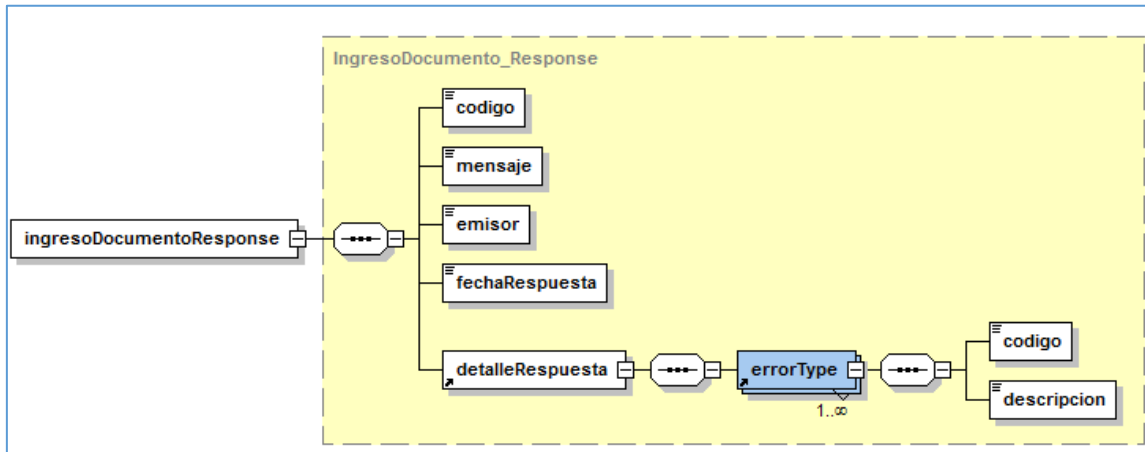 IngresoDocumento_Response
codigo
mensaje
emisor
ingresoDocumentoResponse
fechaRespuesta
detalleRespuesta
errorType
1..∞
codigo
descripcion